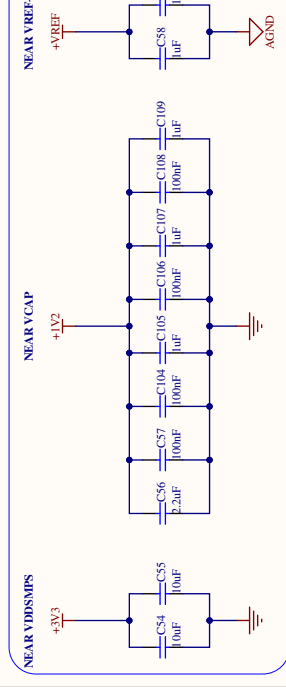 NEAR VDDSMPS
+3V3
C54
10uF
C55
10uF
NEAR VCAP
+1V2
C56
2.2uF
C57
100nF
C104
100nF
C105
1uF
C106
100nF
C107
1uF
C108
100nF
C109
1uF
NEAR VREF
+VREF
C58
1uF
AGND